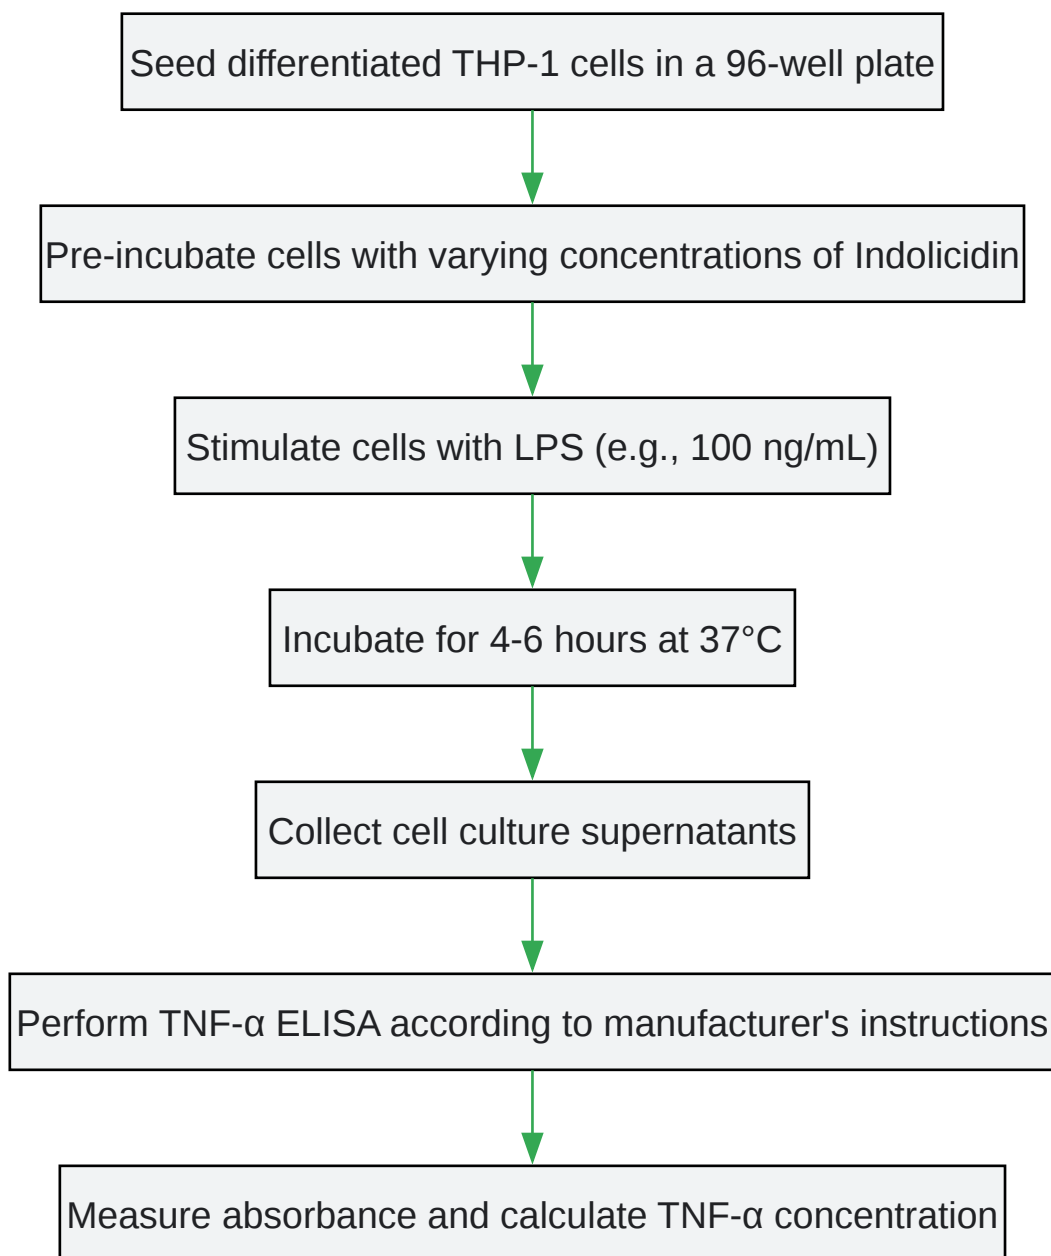 Seed differentiated THP-1 cells in a 96-well plate
Pre-incubate cells with varying concentrations of Indolicidin
Stimulate cells with LPS (e.g., 100 ng/mL)
Incubate for 4-6 hours at 37°C
Collect cell culture supernatants
Perform TNF-α ELISA according to manufacturer's instructions
Measure absorbance and calculate TNF-α concentration